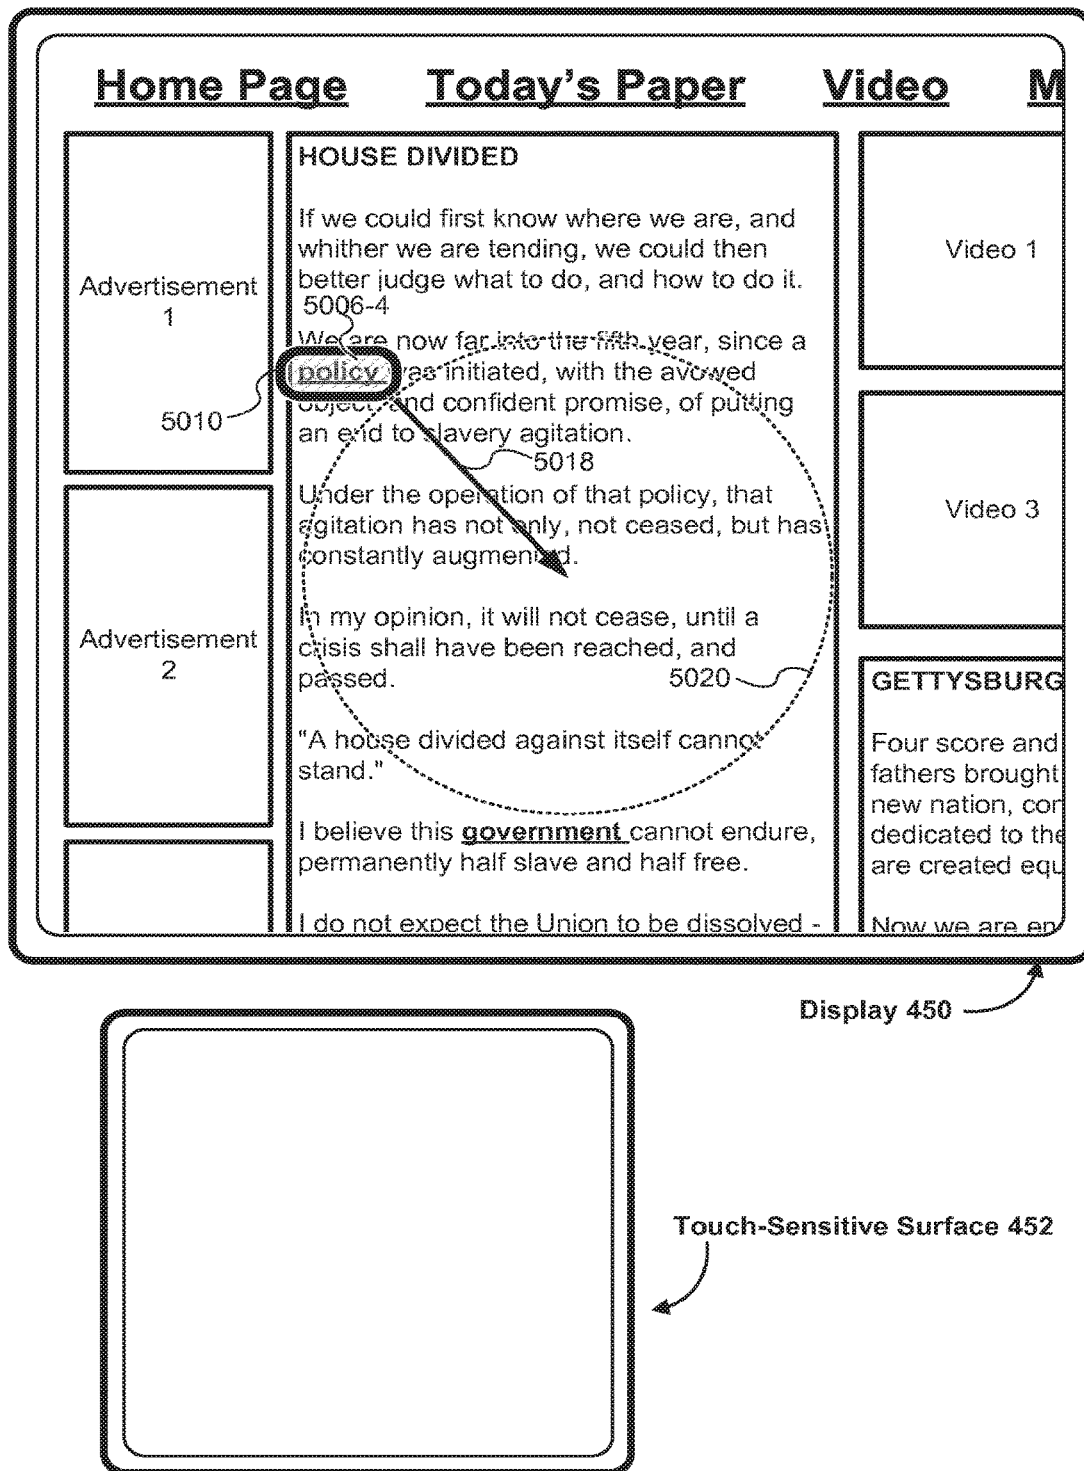 Home Page Today's Paper Video M
Advertisement
1
5010
Advertisement
2
HOUSE DIVIDED
If we could first know where we are, and
whither we are tending, we could then
better judge what to do, and how to do it.
5006-4
We are now far into the fifth year, since a
policy was initiated, with the avowed
object, and confident promise, of putting
an end to slavery agitation.
5018
Under the operation of that policy, that
agitation has not only, not ceased, but has
constantly augmented.
In my opinion, it will not cease, until a
crisis shall have been reached, and
passed.
5020
"A house divided against itself cannot
stand."
I believe this government cannot endure,
permanently half slave and half free.
I do not expect the Union to be dissolved -
Video 1
Video 3
GETTYSBURG
Four score and
fathers brought
new nation, con
dedicated to the
are created equ
Now we are en
Display 450
Touch-Sensitive Surface 452